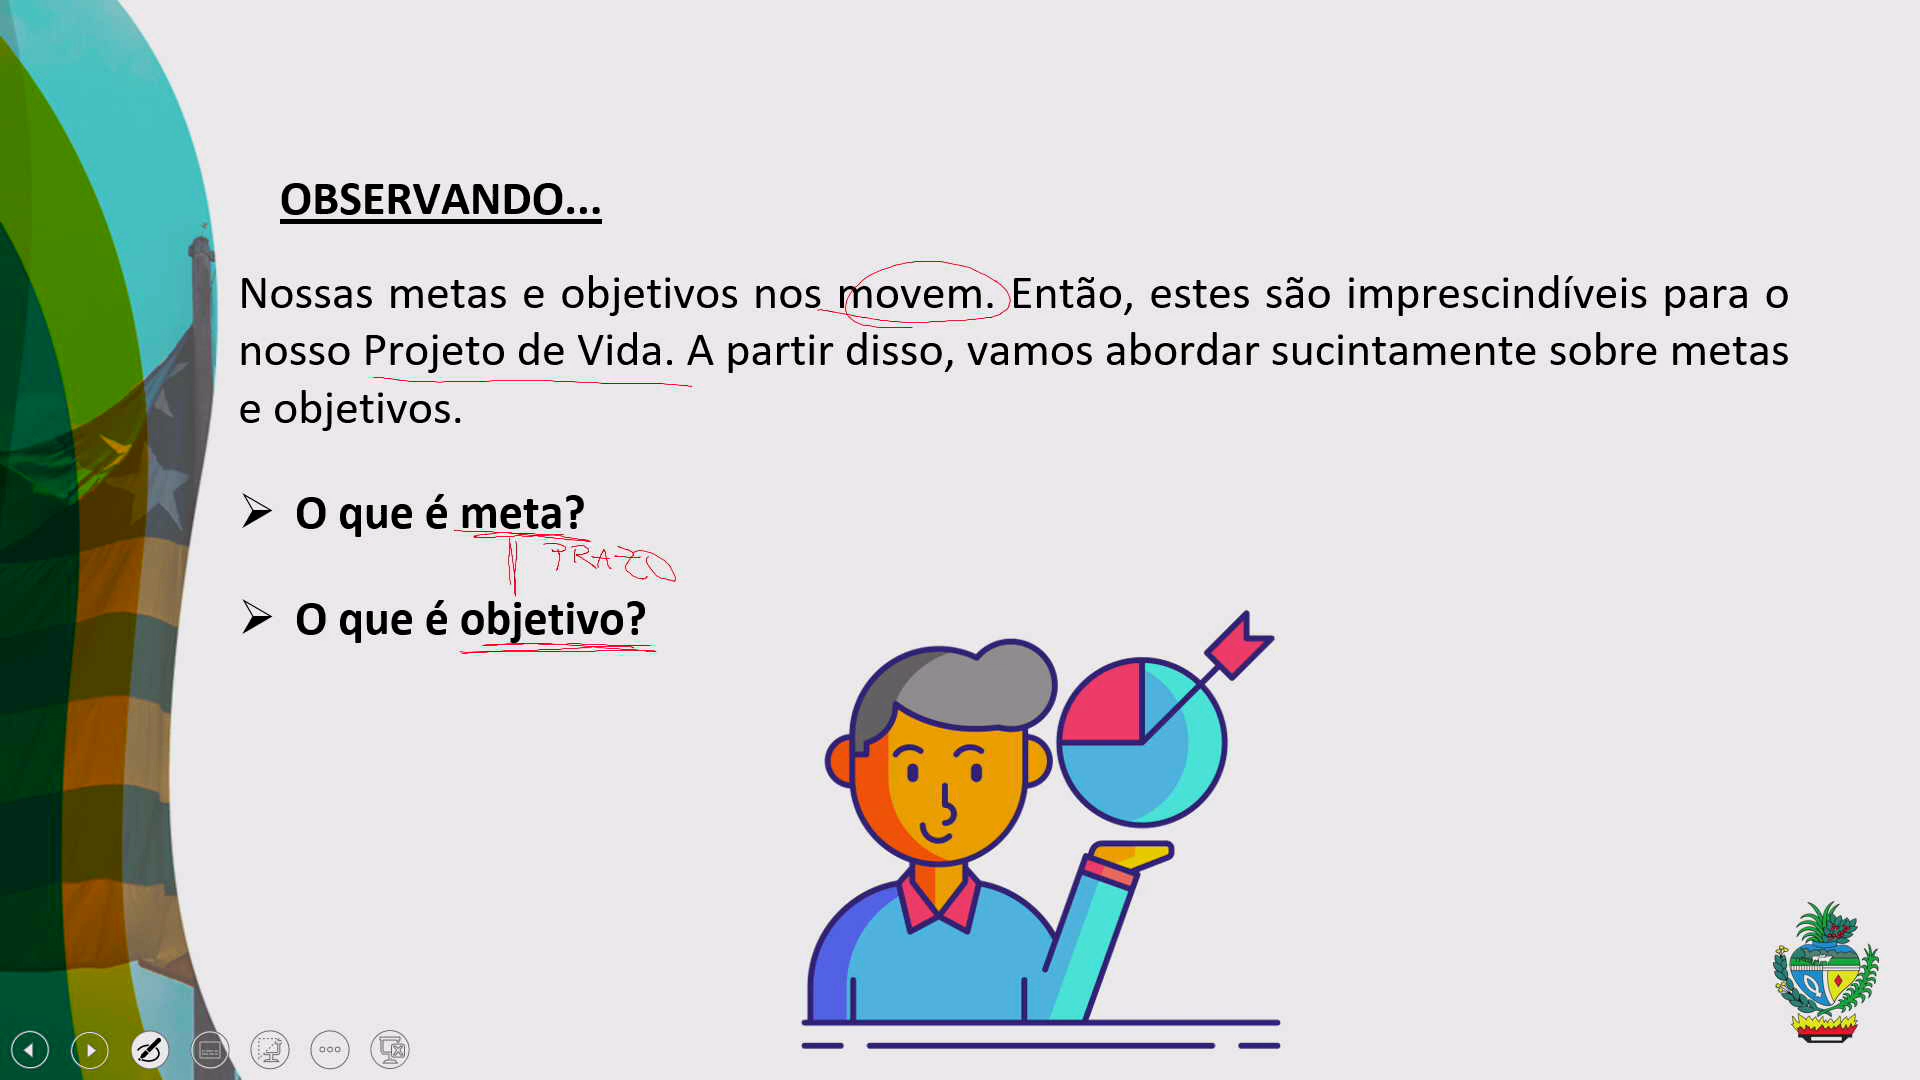 OBSERVANDO...
Nossas metas e objetivos nos movem. Então, estes são imprescindíveis para o
nosso Projeto de Vida. A partir disso, vamos abordar sucintamente sobre metas
e objetivos.
O que é meta?
PRAZO
O que é objetivo?